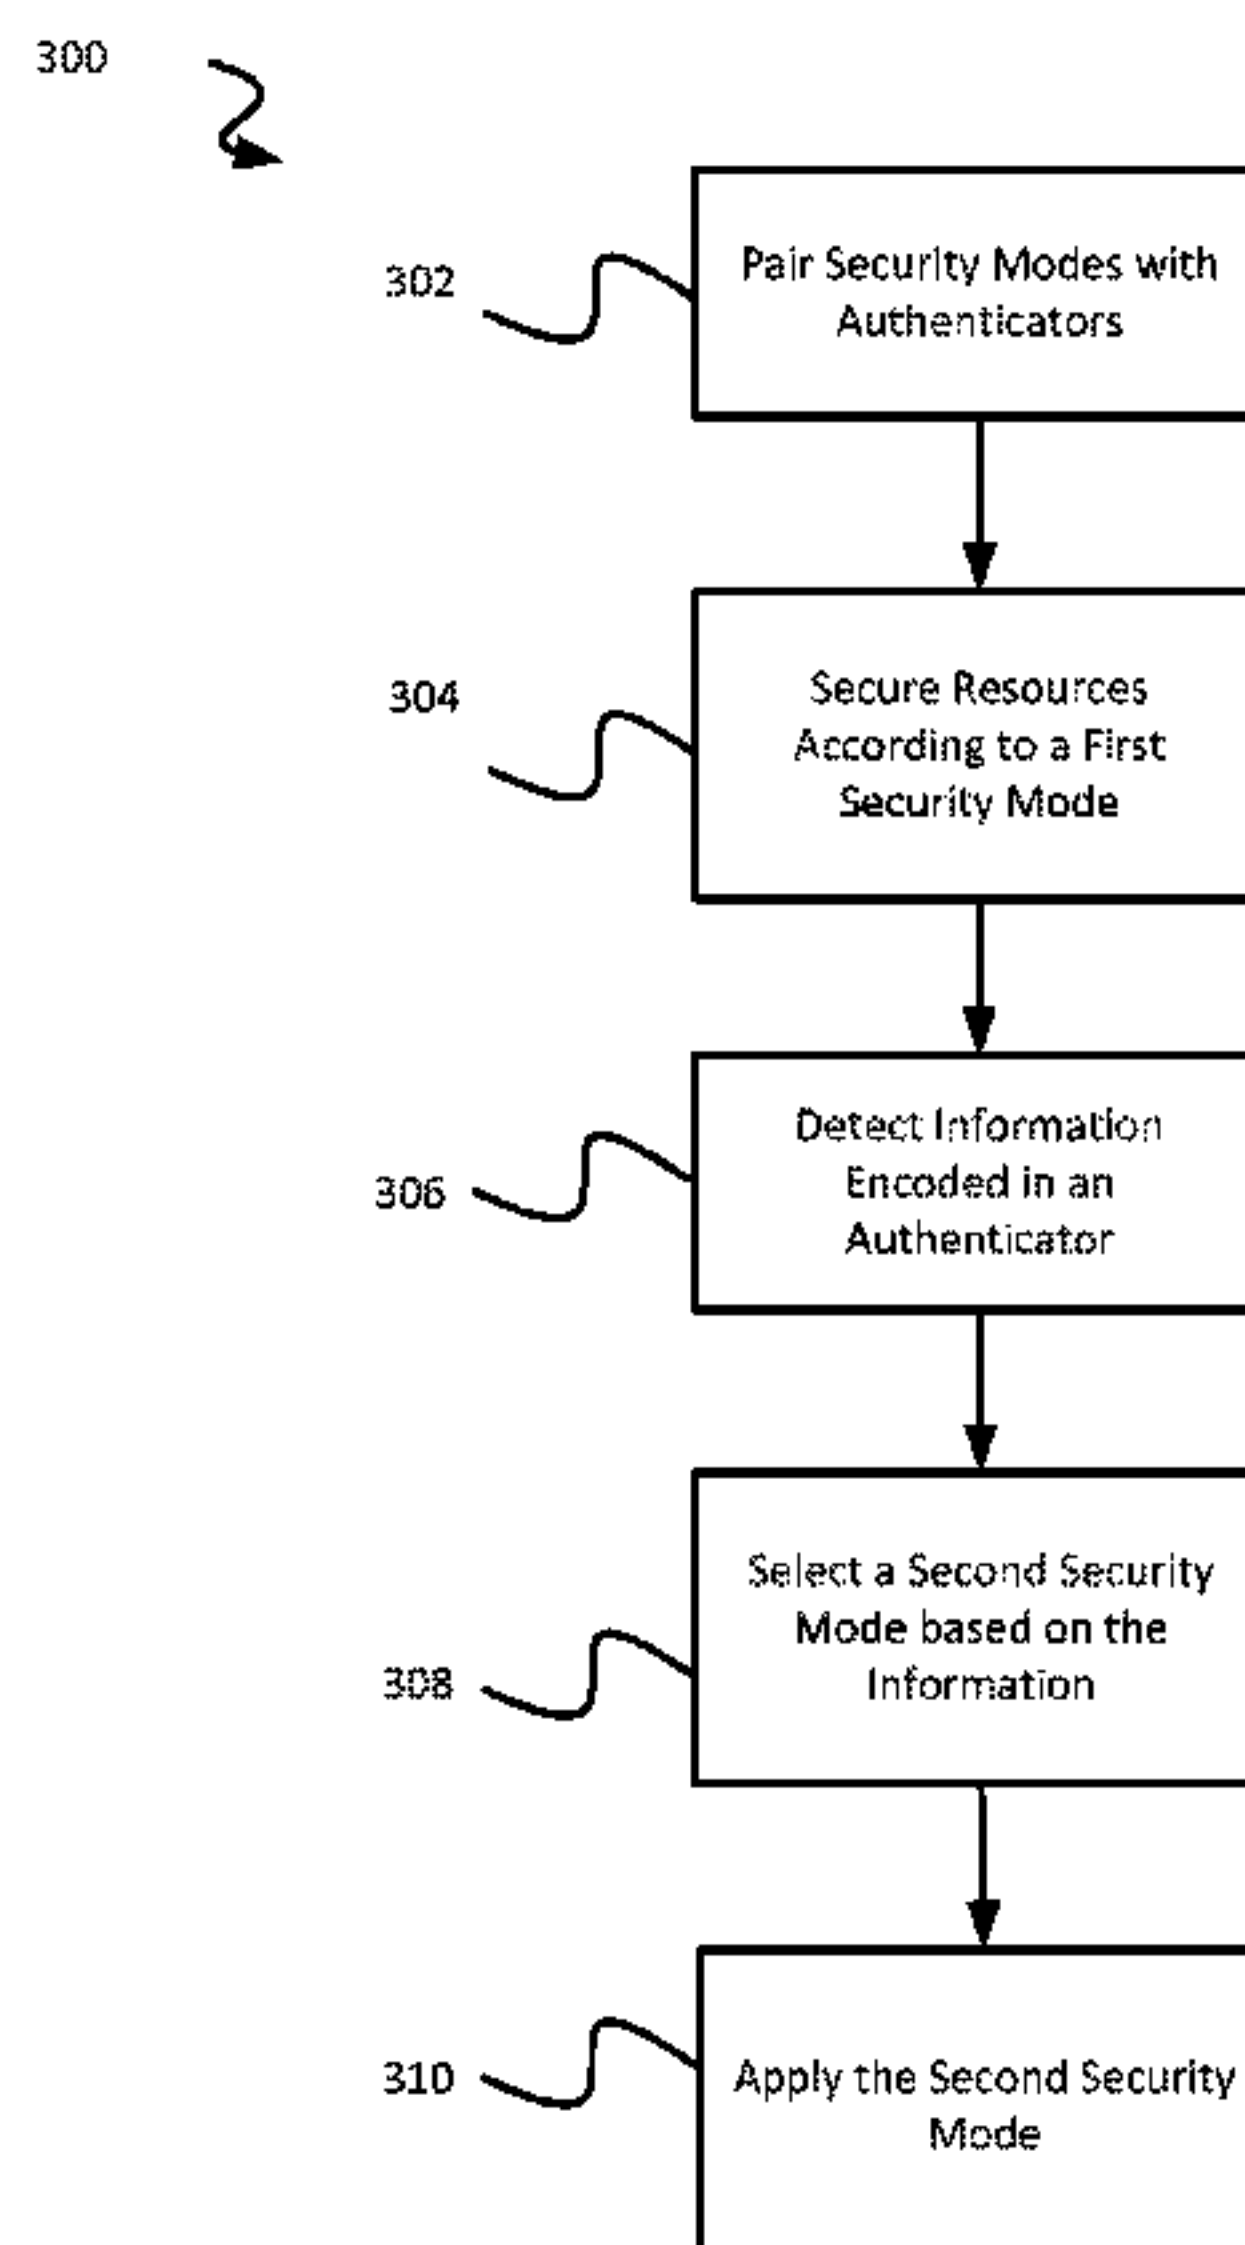 300
302
Pair Security Modes with
Authenticators
304
Secure Resources
According to a First
Security Mode
306
Detect Information
Encoded in an
Authenticator
308
Select a Second Security
Mode based on the
Information
310
Apply the Second Security
Mode